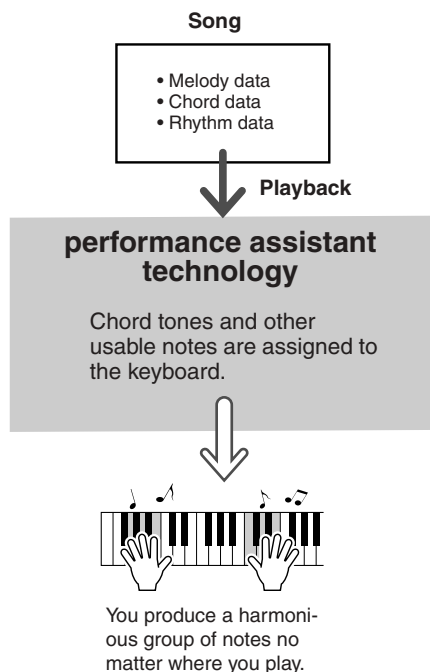 Song
• Melody data
• Chord data
• Rhythm data
Playback
performance assistant
technology
Chord tones and other
usable notes are assigned to
the keyboard.
You produce a harmoni-
ous group of notes no
matter where you play.